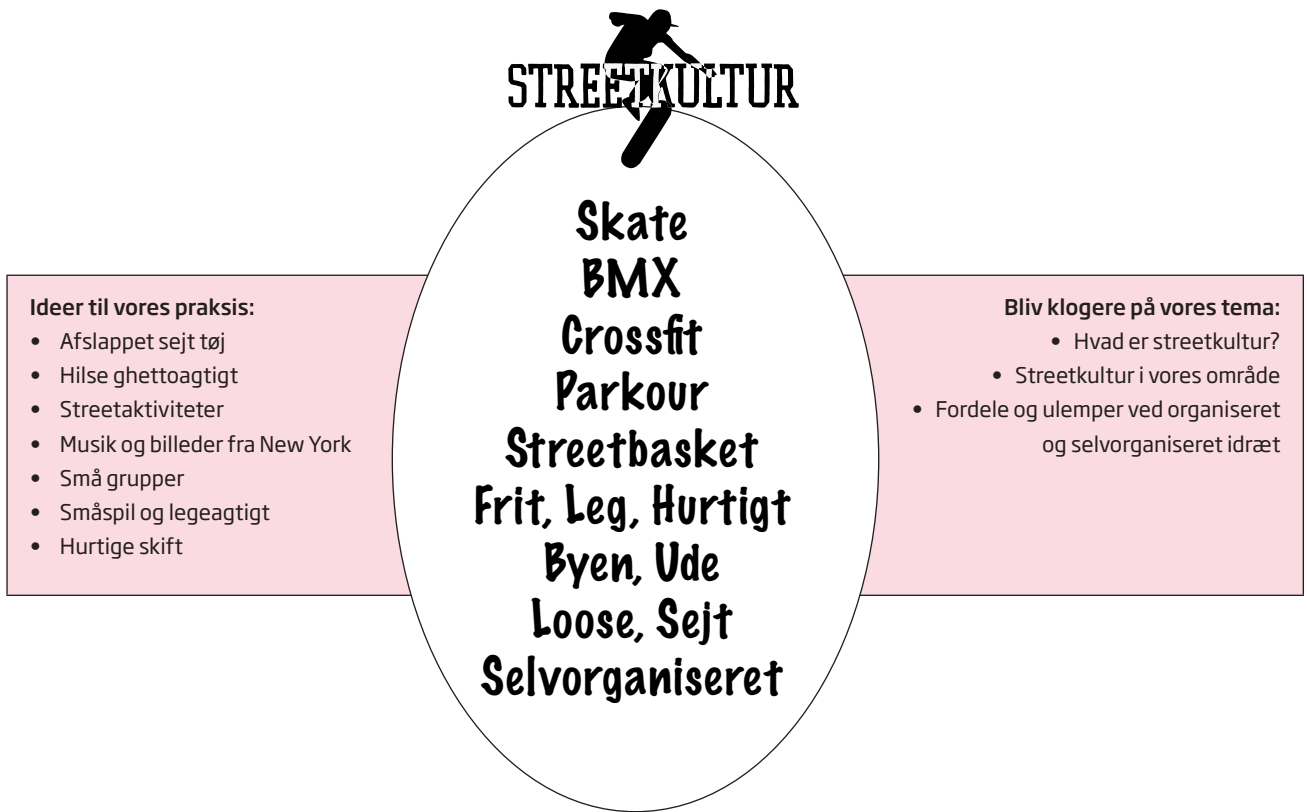 STREETKULTUR
Skate
BMX
Crossfit
Parkour
Streetbasket
Frit, Leg, Hurtigt
Byen, Ude
Loose, Sejt
Selvorganiseret
Ideer til vores praksis:
• Afslappet sejt tøj
• Hilse ghettoagtigt
• Streetaktiviteter
• Musik og billeder fra New York
• Små grupper
• Småspil og legeagtigt
• Hurtige skift
Bliv klogere på vores tema:
• Hvad er streetkultur?
• Streetkultur i vores område
• Fordele og ulemper ved organiseret
og selvorganiseret idræt